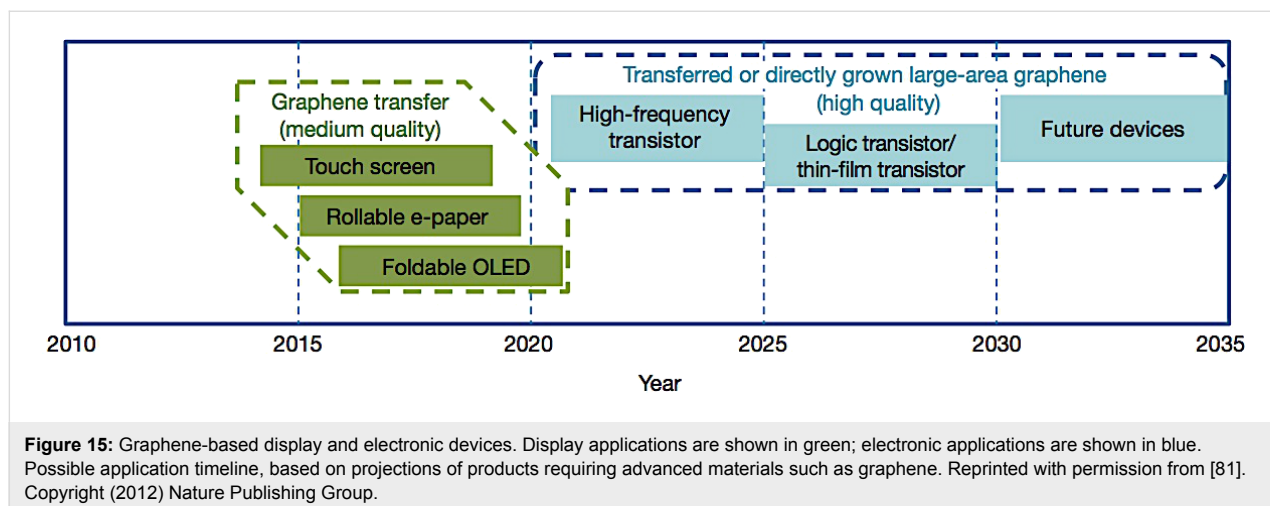 Transferred or directly grown large-area graphene
(high quality)
Graphene transfer
(medium quality)
High-frequency
transistor
Logic transistor/
thin-film transistor
Future devices
Touch screen
Rollable e-paper
Foldable OLED
2010 2015 2020 2025 2030 2035
Year
Figure 15: Graphene-based display and electronic devices. Display applications are shown in green; electronic applications are shown in blue.
Possible application timeline, based on projections of products requiring advanced materials such as graphene. Reprinted with permission from [81].
Copyright (2012) Nature Publishing Group.